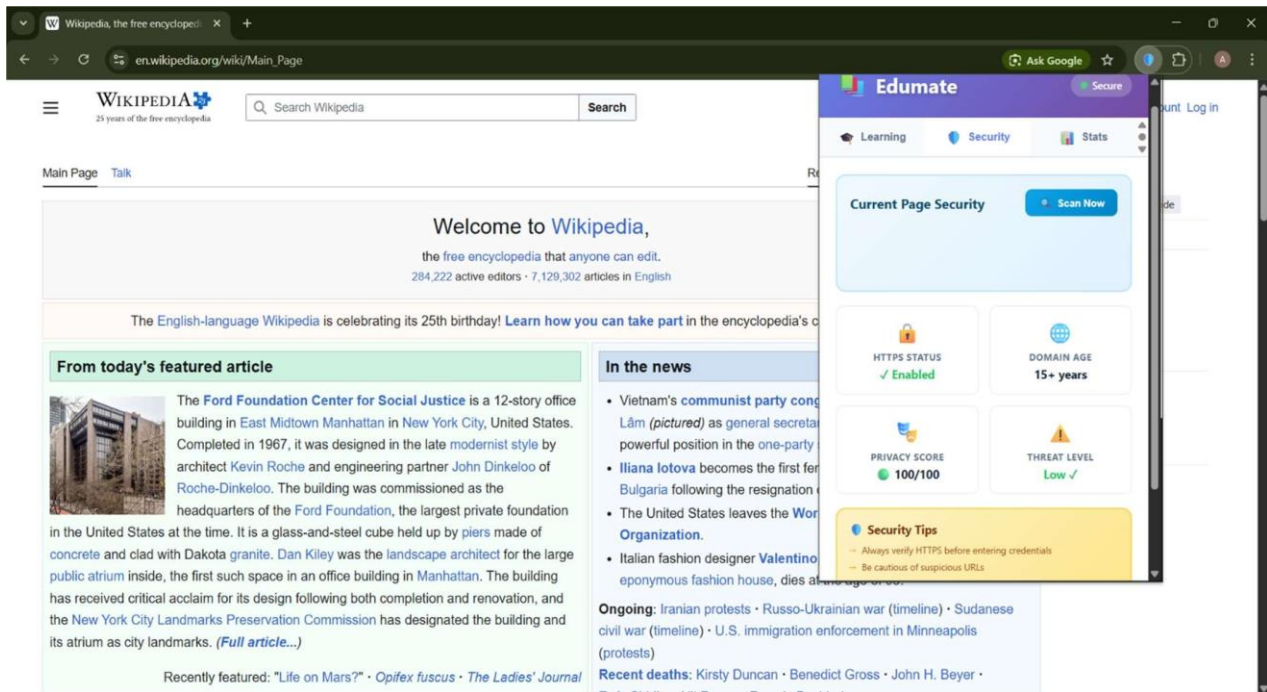 Wikipedia, the free encycloped
en.wikipedia.org/wiki/Main_Page
Ask Google
A
WIKIPEDIA
25 years of the free encyclopedia
Search Wikipedia
Search
unt Log in
Main Page Talk
Welcome to Wikipedia,
the free encyclopedia that anyone can edit.
284,222 active editors · 7,129,302 articles in English
The English-language Wikipedia is celebrating its 25th birthday! Learn how you can take part in the encyclopedia's c
From today's featured article
The Ford Foundation Center for Social Justice is a 12-story office
building in East Midtown Manhattan in New York City, United States.
Completed in 1967, it was designed in the late modernist style by
architect Kevin Roche and engineering partner John Dinkeloo of
Roche-Dinkeloo. The building was commissioned as the
headquarters of the Ford Foundation, the largest private foundation
in the United States at the time. It is a glass-and-steel cube held up by piers made of
concrete and clad with Dakota granite. Dan Kiley was the landscape architect for the large
public atrium inside, the first such space in an office building in Manhattan. The building
has received critical acclaim for its design following both completion and renovation, and
the New York City Landmarks Preservation Commission has designated the building and
its atrium as city landmarks. (Full article...)
Recently featured: "Life on Mars?" · Opifex fuscus · The Ladies' Journal
In the news
• Vietnam's communist party cong
Lâm (pictured) as general secreta
powerful position in the one-party
• Iliana Iotova becomes the first fer
Bulgaria following the resignation
• The United States leaves the Wor
Organization.
• Italian fashion designer Valentino
eponymous fashion house, dies at
Ongoing: Iranian protests · Russo-Ukrainian war (timeline) · Sudanese
civil war (timeline) · U.S. immigration enforcement in Minneapolis
(protests)
Recent deaths: Kirsty Duncan · Benedict Gross · John H. Beyer ·
Edumate
Secure
Learning
Security
Stats
Current Page Security
Scan Now
HTTPS STATUS
✓ Enabled
DOMAIN AGE
15+ years
PRIVACY SCORE
100/100
THREAT LEVEL
Low ✓
Security Tips
→ Always verify HTTPS before entering credentials
→ Be cautious of suspicious URLs